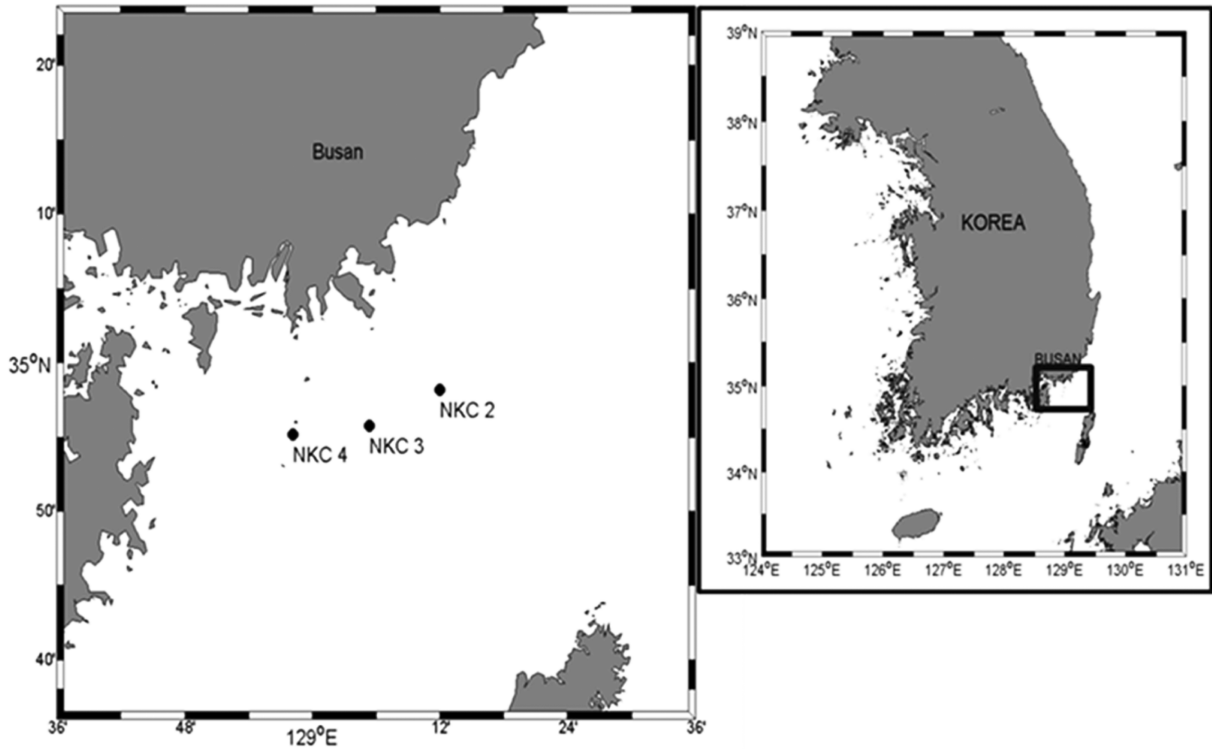 20'
Busan
10'
35°N
NKC 2
NKC 3
NKC 4
50'
40'
36'
48'
129°E
12'
24'
36'
39°N
38°N
37°N
KOREA
36°N
BUSAN
35°N
34°N
33°N
124°E
125°E
126°E
127°E
128°E
129°E
130°E
131°E